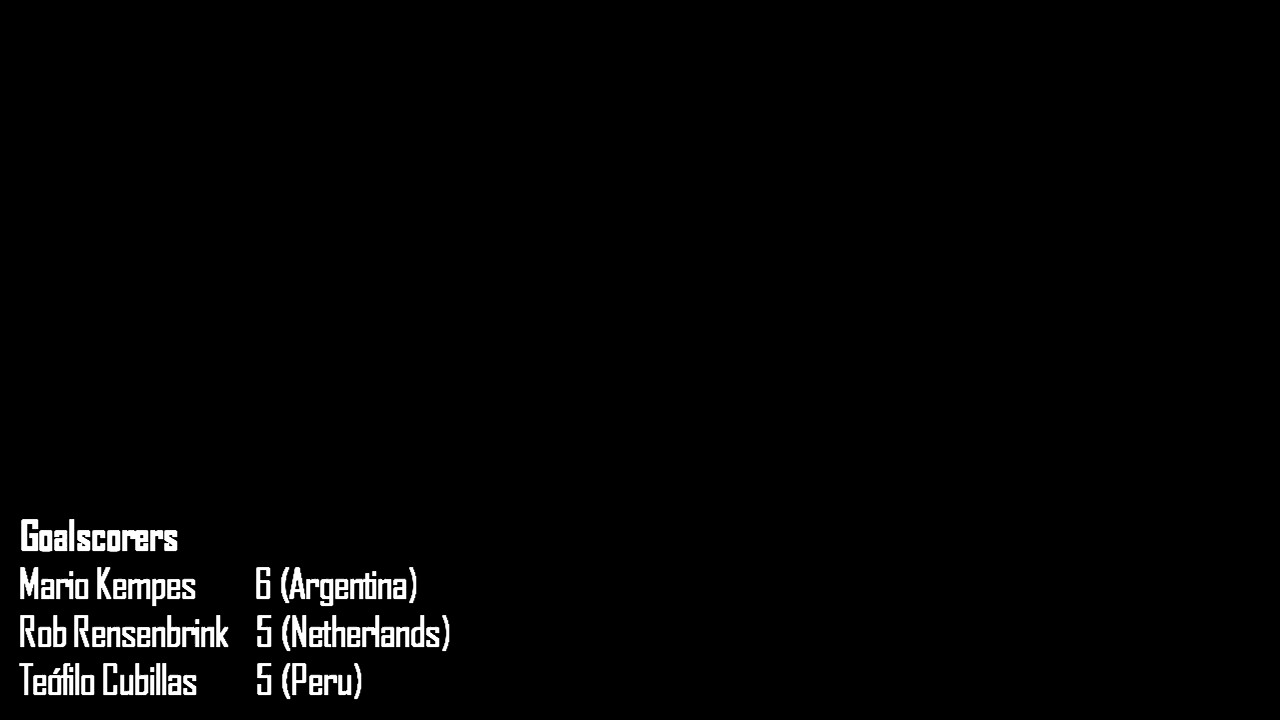 Goalscorers
Mario Kempes 6 (Argentina)
Rob Rensenbrink 5 (Netherlands)
Teófilo Cubillas 5 (Peru)